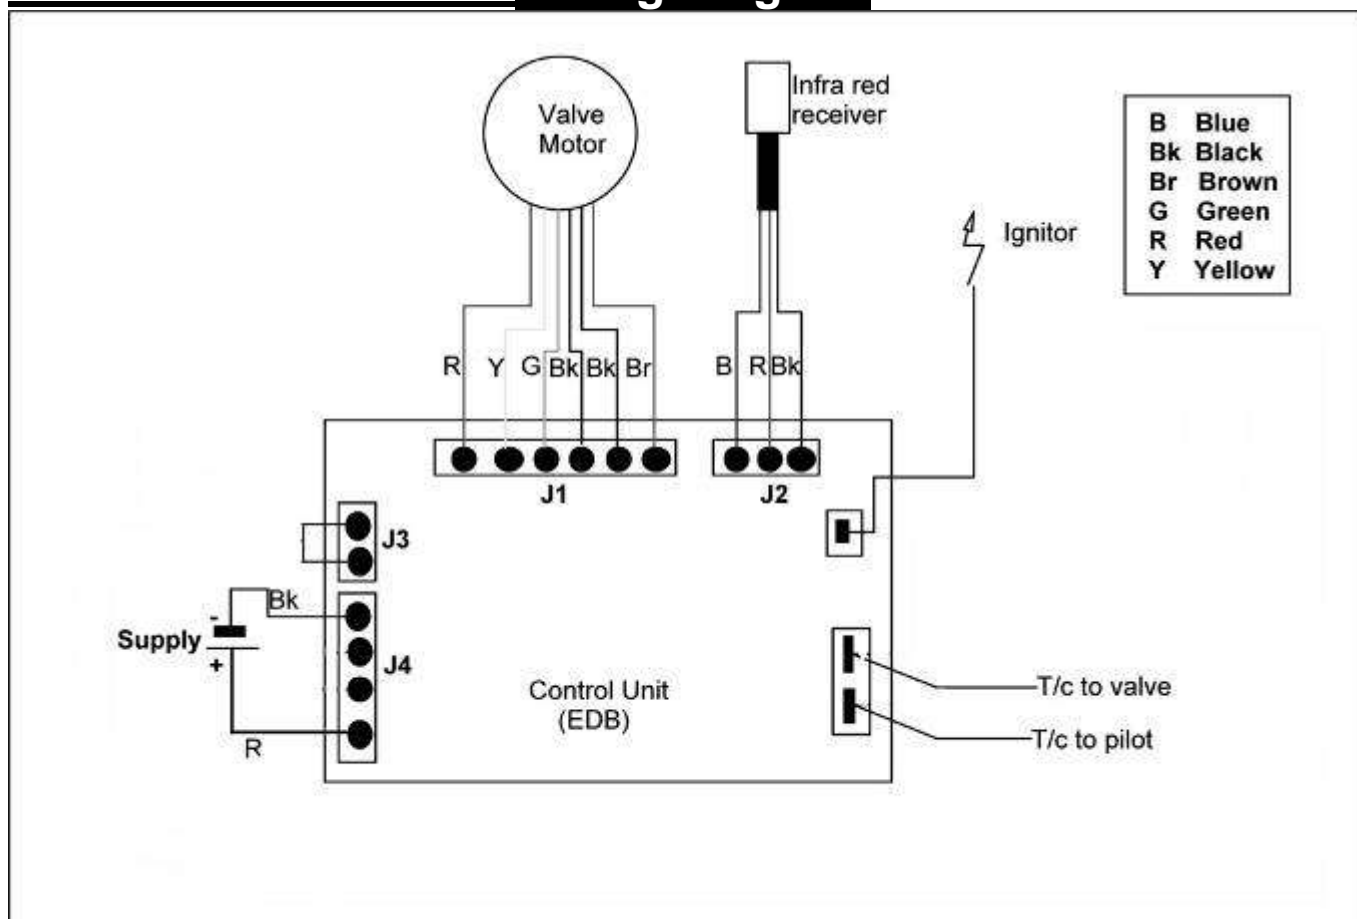 Valve
Motor
Infra red
receiver
B Blue
Bk Black
Br Brown
G Green
R Red
Y Yellow
Ignitor
R Y G Bk Bk Br
B R Bk
J1
J2
J3
Bk
-
Supply
+
J4
R
Control Unit
(EDB)
T/c to valve
T/c to pilot